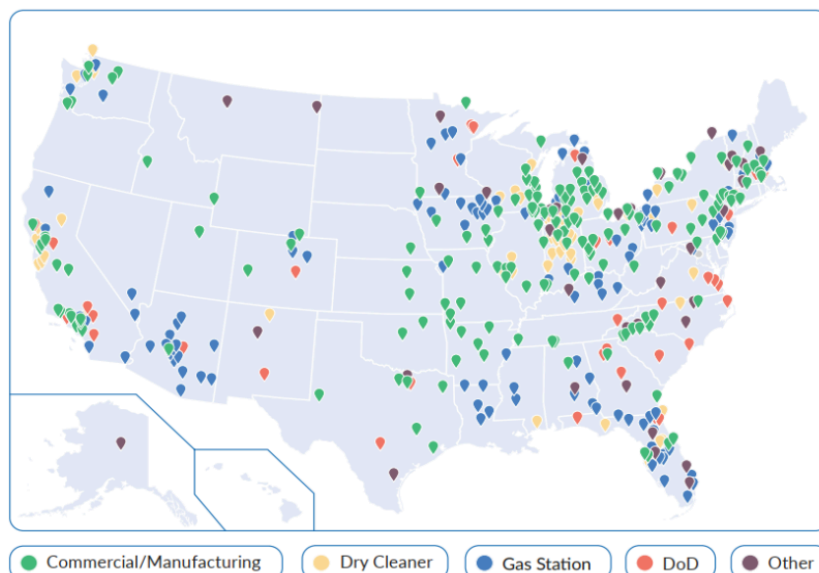 Commercial/Manufacturing
Dry Cleaner
Gas Station
DoD
Other